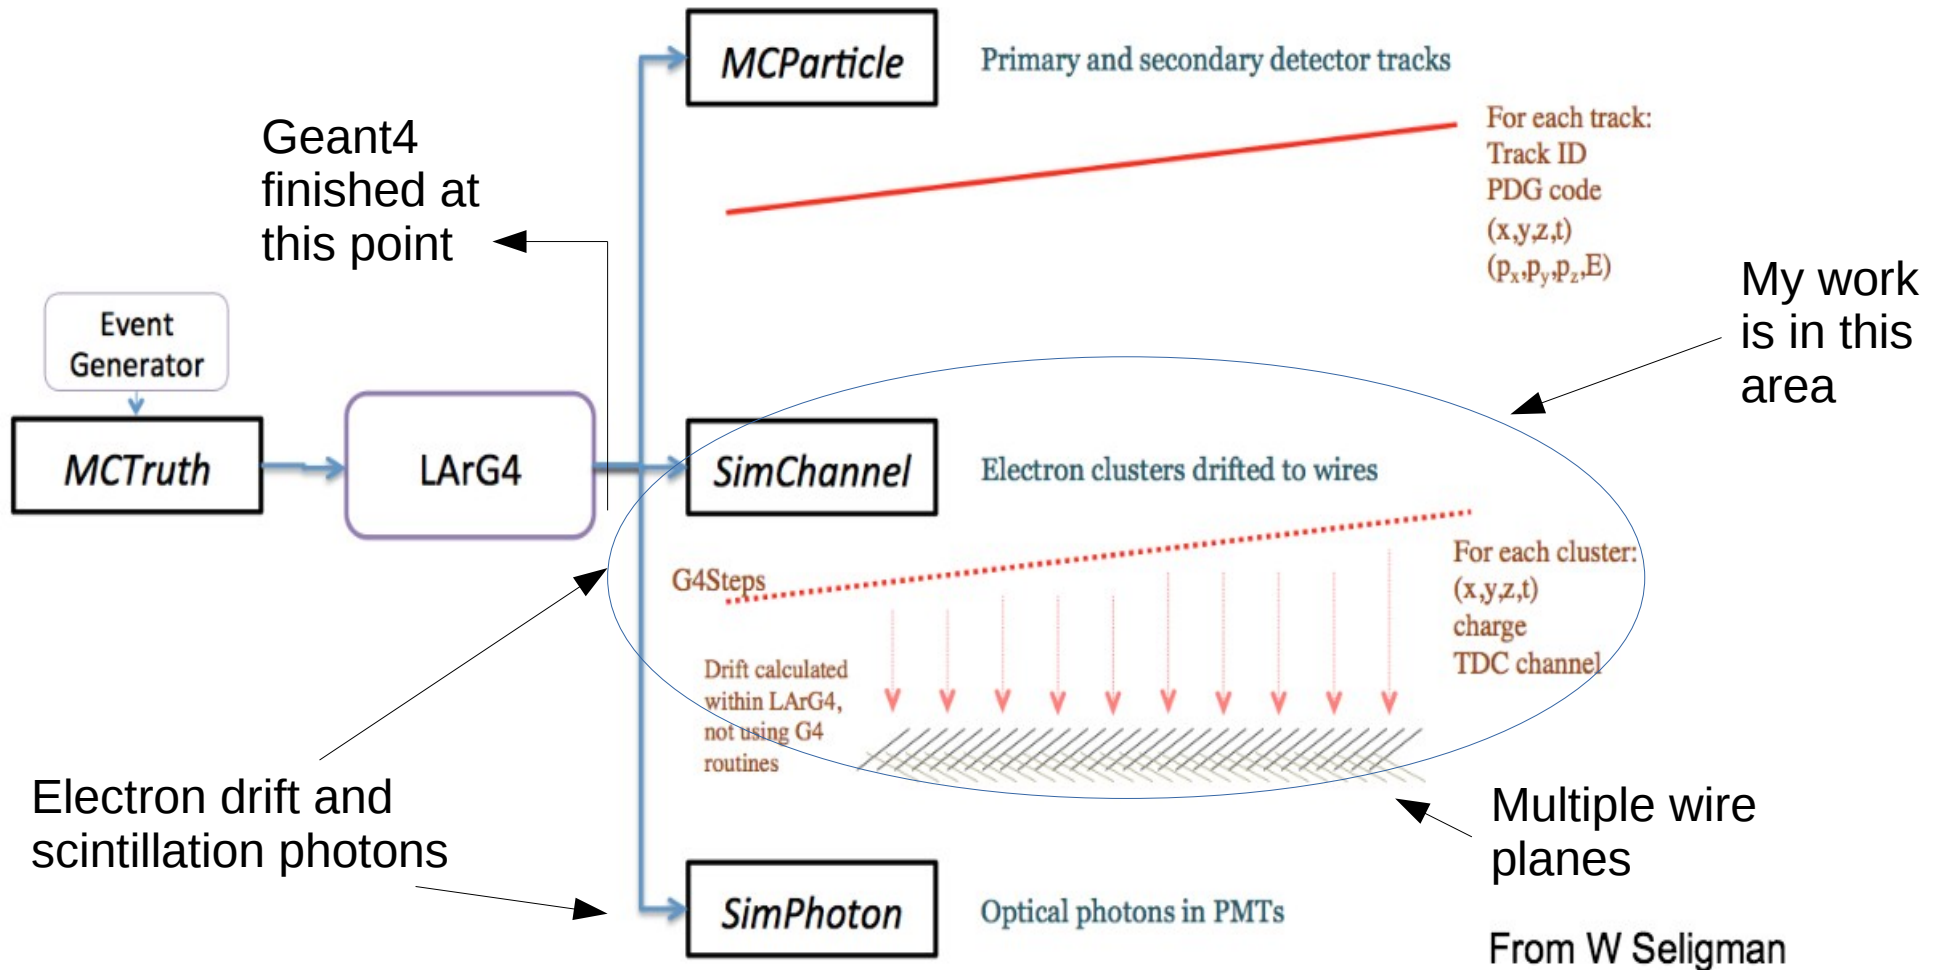 MCParticle
Primary and secondary detector tracks
Geant4
finished at
this point
For each track:
Track ID
PDG code
(x,y,z,t)
(px,py,pz,E)
My work
is in this
area
Event
Generator
MCTruth
LArG4
SimChannel
Electron clusters drifted to wires
G4Steps
For each cluster:
(x,y,z,t)
charge
TDC channel
Drift calculated
within LArG4,
not using G4
routines
Electron drift and
scintillation photons
Multiple wire
planes
SimPhoton
Optical photons in PMTs
From W Seligman